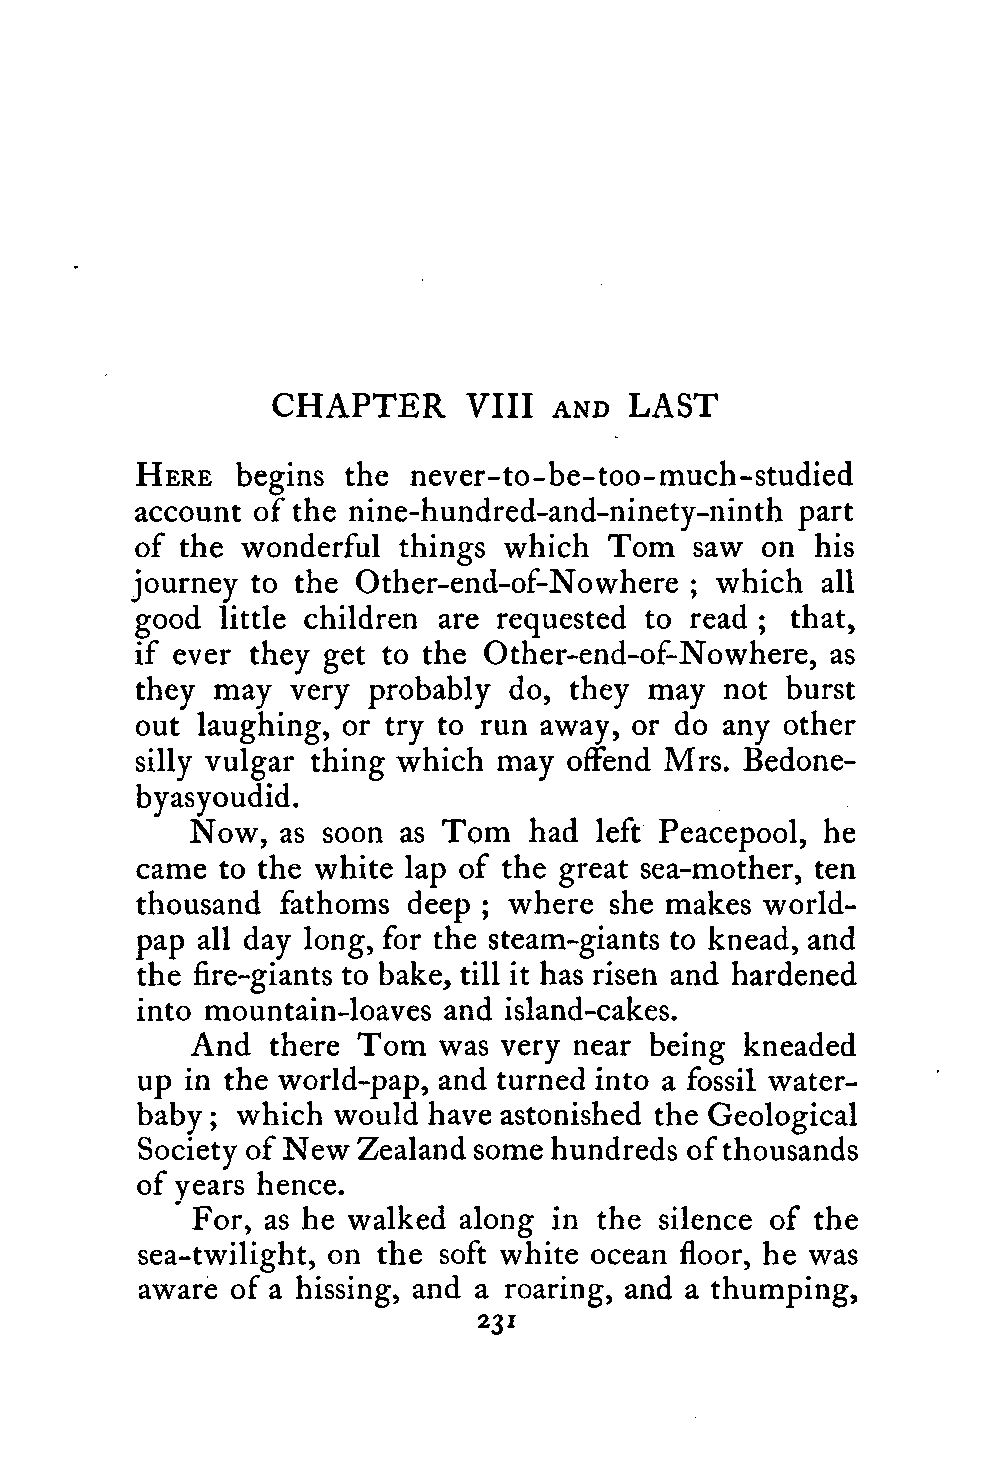 CHAPTER VIII AND LAST
HERE begins the never-to-be-too-much-studied
account of the nine-hundred-and-ninety-ninth part
of the wonderful things which Tom saw on his
journey to the Other-end-of-Nowhere ; which all
good little children are requested to read ; that,
if ever they get to the Other-end-of-Nowhere, as
they may very probably do, they may not burst
out laughing, or try to run away, or do any other
silly vulgar thing which may offend Mrs. Bedone-
byasyoudid.
Now, as soon as Tom had left Peacepool, he
came to the white lap of the great sea-mother, ten
thousand fathoms deep ; where she makes world-
pap all day long, for the steam-giants to knead, and
the fire-giants to bake, till it has risen and hardened
into mountain-loaves and island-cakes.
And there Tom was very near being kneaded
up in the world-pap, and turned into a fossil water-
baby ; which would have astonished the Geological
Society of New Zealand some hundreds of thousands
of years hence.
For, as he walked along in the silence of the
sea-twilight, on the soft white ocean floor, he was
aware of a hissing, and a roaring, and a thumping,
231